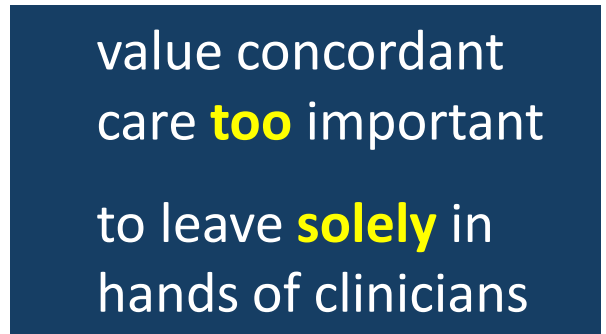 value concordant
care too important
to leave solely in
hands of clinicians